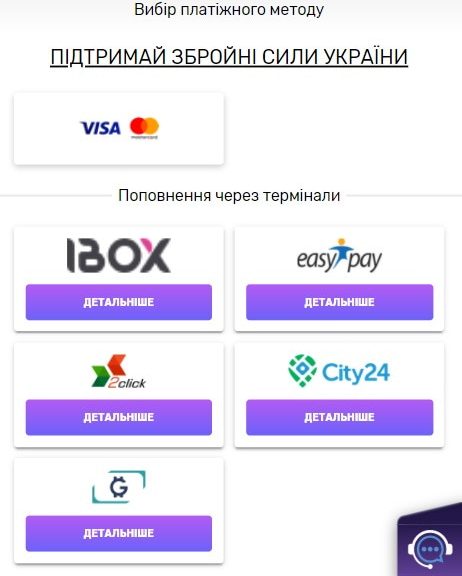 Вибір платіжного методу
ПІДТРИМАЙ ЗБРОЙНІ СИЛИ УКРАЇНИ
VISA mastercard
Поповнення через термінали
IBOX easypay
ДЕТАЛЬНІШЕ ДЕТАЛЬНІШЕ
2click City24
ДЕТАЛЬНІШЕ ДЕТАЛЬНІШЕ
G
ДЕТАЛЬНІШЕ